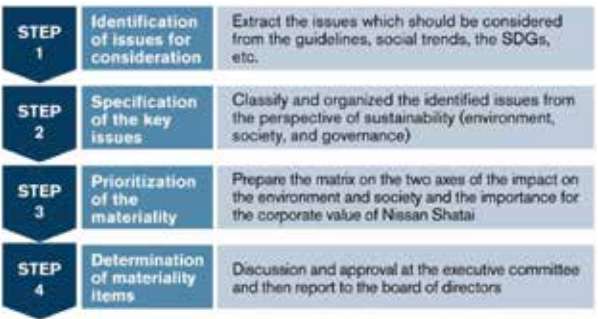 STEP
1
Identification
of issues for
consideration
Extract the issues which should be considered
from the guidelines, social trends, the SDGs,
etc.
STEP
2
Specification
of the key
issues
Classify and organized the identified issues from
the perspective of sustainability (environment,
society, and governance)
STEP
3
Prioritization
of the
materiality
Prepare the matrix on the two axes of the impact on
the environment and society and the importance for
the corporate value of Nissan Shatai
STEP
4
Determination
of materiality
items
Discussion and approval at the executive committee
and then report to the board of directors